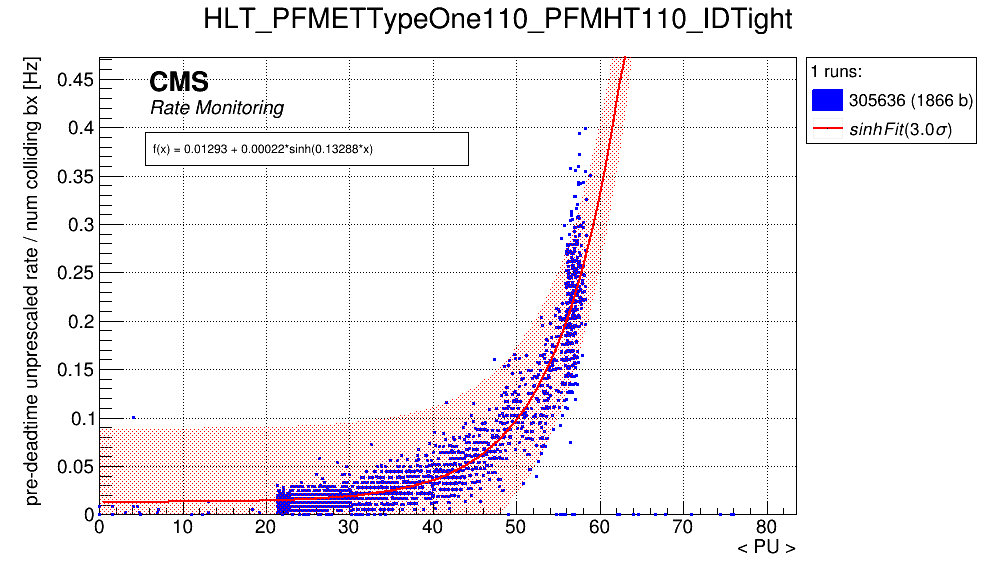 HLT_PFMETTypeOne110_PFMHT110_IDTight
pre-deadtime unprescaled rate / num colliding bx [Hz]
0.45
0.4
0.35
0.3
0.25
0.2
0.15
0.1
0.05
0
CMS
Rate Monitoring
f(x) = 0.01293 + 0.00022*sinh(0.13288*x)
0 10 20 30 40 50 60 70 80
< PU >
1 runs:
305636 (1866 b)
sinhFit(3.0σ)